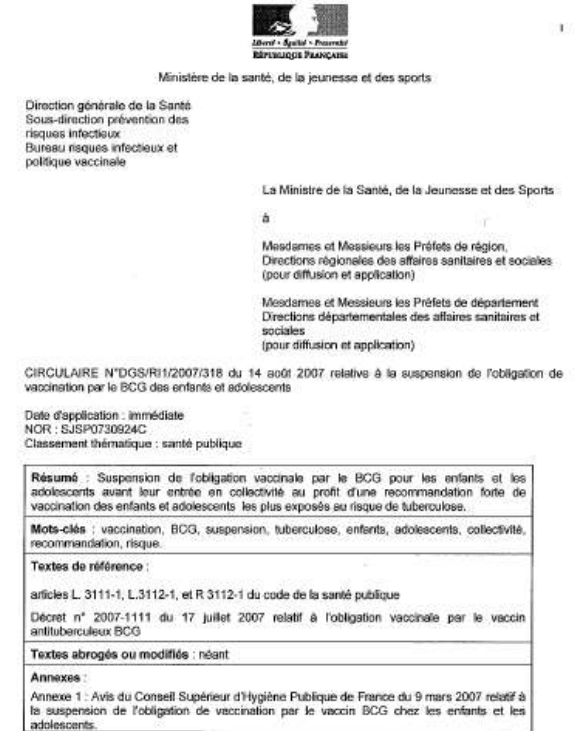 1
Liberté • Égalité • Fraternité
RÉPUBLIQUE FRANÇAISE
Ministère de la santé, de la jeunesse et des sports
Direction générale de la Santé
Sous-direction prévention des
risques infectieux
Bureau risques infectieux et
politique vaccinale
La Ministre de la Santé, de la Jeunesse et des Sports
à
Mesdames et Messieurs les Préfets de région,
Directions régionales des affaires sanitaires et sociales
(pour diffusion et application)
Mesdames et Messieurs les Préfets de département
Directions départementales des affaires sanitaires et
sociales
(pour diffusion et application)
CIRCULAIRE N°DGS/RI1/2007/318 du 14 août 2007 relative à la suspension de l'obligation de
vaccination par le BCG des enfants et adolescents
Date d'application : immédiate
NOR : SJSP0730924C
Classement thématique : santé publique
Résumé : Suspension de l'obligation vaccinale par le BCG pour les enfants et les
adolescents avant leur entrée en collectivité au profit d'une recommandation forte de
vaccination des enfants et adolescents les plus exposés au risque de tuberculose.
Mots-clés : vaccination, BCG, suspension, tuberculose, enfants, adolescents, collectivité,
recommandation, risque.
Textes de référence :
articles L. 3111-1, L.3112-1, et R 3112-1 du code de la santé publique
Décret n° 2007-1111 du 17 juillet 2007 relatif à l'obligation vaccinale par le vaccin
antituberculeux BCG
Textes abrogés ou modifiés : néant
Annexes :
Annexe 1 : Avis du Conseil Supérieur d'Hygiène Publique de France du 9 mars 2007 relatif à
la suspension de l'obligation de vaccination par le vaccin BCG chez les enfants et les
adolescents.